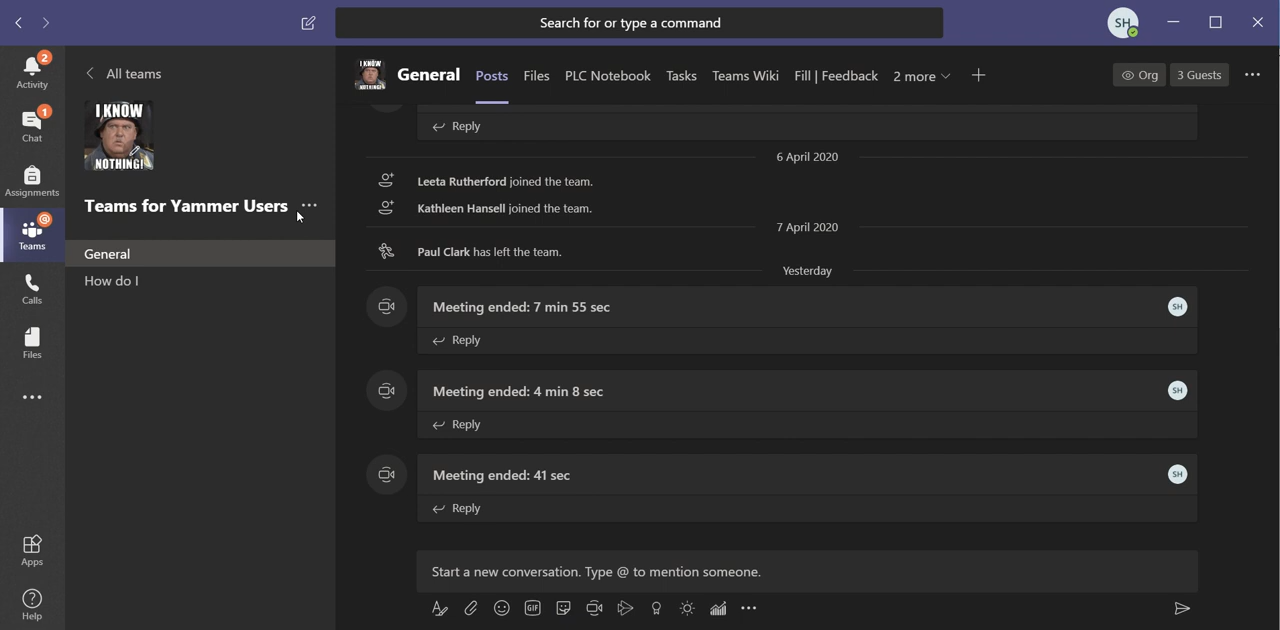 Search for or type a command
SH
2
Activity
1
Chat
Assignments
@
Teams
Calls
Files
Apps
Help
All teams
I KNOW
NOTHING!
Teams for Yammer Users
General
How do I
I KNOW
NOTHING!
General Posts Files PLC Notebook Tasks Teams Wiki Fill | Feedback 2 more
Org 3 Guests
Reply
6 April 2020
Leeta Rutherford joined the team.
Kathleen Hansell joined the team.
7 April 2020
Paul Clark has left the team.
Yesterday
Meeting ended: 7 min 55 sec
SH
Reply
Meeting ended: 4 min 8 sec
SH
Reply
Meeting ended: 41 sec
SH
Reply
Start a new conversation. Type @ to mention someone.
GIF